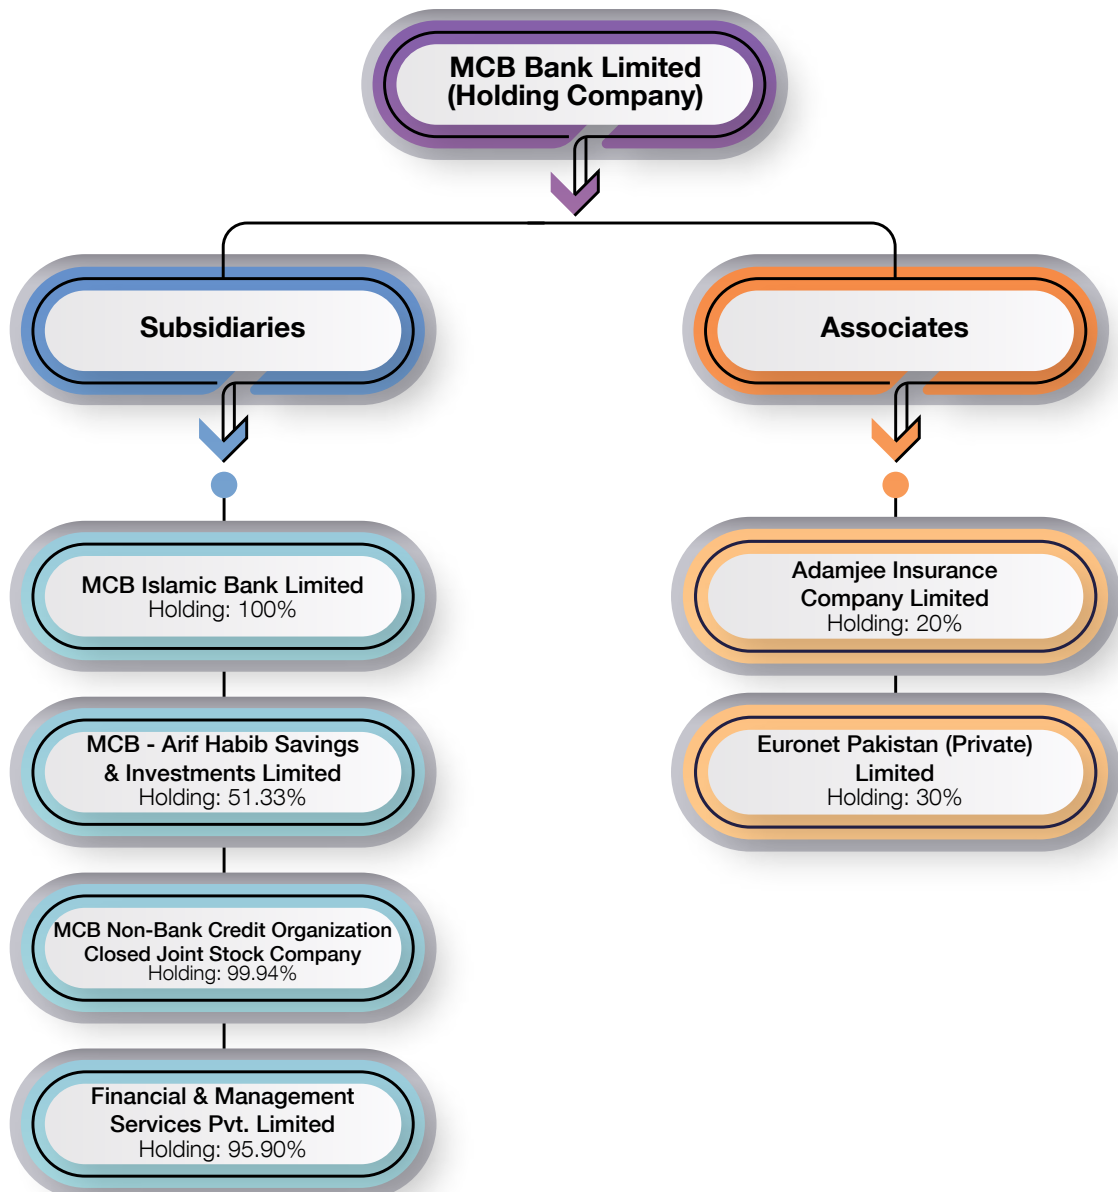 MCB Bank Limited
(Holding Company)
Subsidiaries
Associates
MCB Islamic Bank Limited
Holding: 100%
MCB - Arif Habib Savings
& Investments Limited
Holding: 51.33%
MCB Non-Bank Credit Organization
Closed Joint Stock Company
Holding: 99.94%
Financial & Management
Services Pvt. Limited
Holding: 95.90%
Adamjee Insurance
Company Limited
Holding: 20%
Euronet Pakistan (Private)
Limited
Holding: 30%